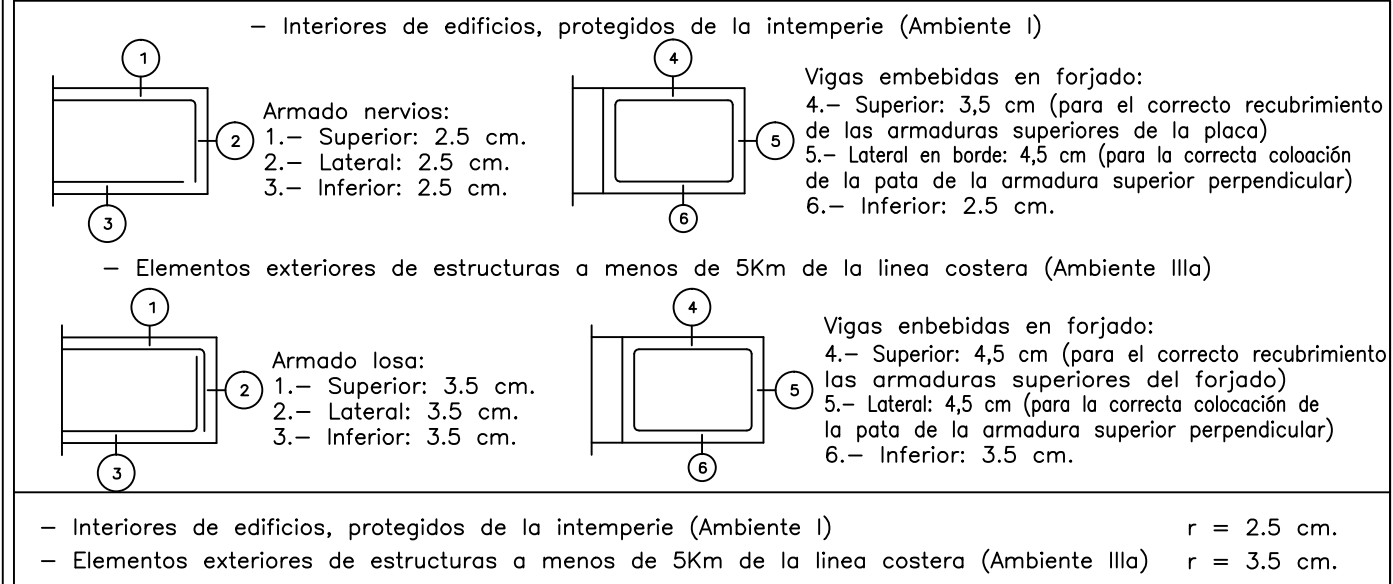 – Interiores de edificios, protegidos de la intemperie (Ambiente I)
1
2
3
Armado nervios:
1.– Superior: 2.5 cm.
2.– Lateral: 2.5 cm.
3.– Inferior: 2.5 cm.
4
5
6
Vigas embebidas en forjado:
4.– Superior: 3,5 cm (para el correcto recubrimiento
de las armaduras superiores de la placa)
5.– Lateral en borde: 4,5 cm (para la correcta coloación
de la pata de la armadura superior perpendicular)
6.– Inferior: 2.5 cm.
– Elementos exteriores de estructuras a menos de 5Km de la linea costera (Ambiente IIIa)
1
2
3
Armado losa:
1.– Superior: 3.5 cm.
2.– Lateral: 3.5 cm.
3.– Inferior: 3.5 cm.
4
5
6
Vigas enbebidas en forjado:
4.– Superior: 4,5 cm (para el correcto recubrimiento
las armaduras superiores del forjado)
5.– Lateral: 4,5 cm (para la correcta colocación de
la pata de la armadura superior perpendicular)
6.– Inferior: 3.5 cm.
– Interiores de edificios, protegidos de la intemperie (Ambiente I) r = 2.5 cm.
– Elementos exteriores de estructuras a menos de 5Km de la linea costera (Ambiente IIIa) r = 3.5 cm.